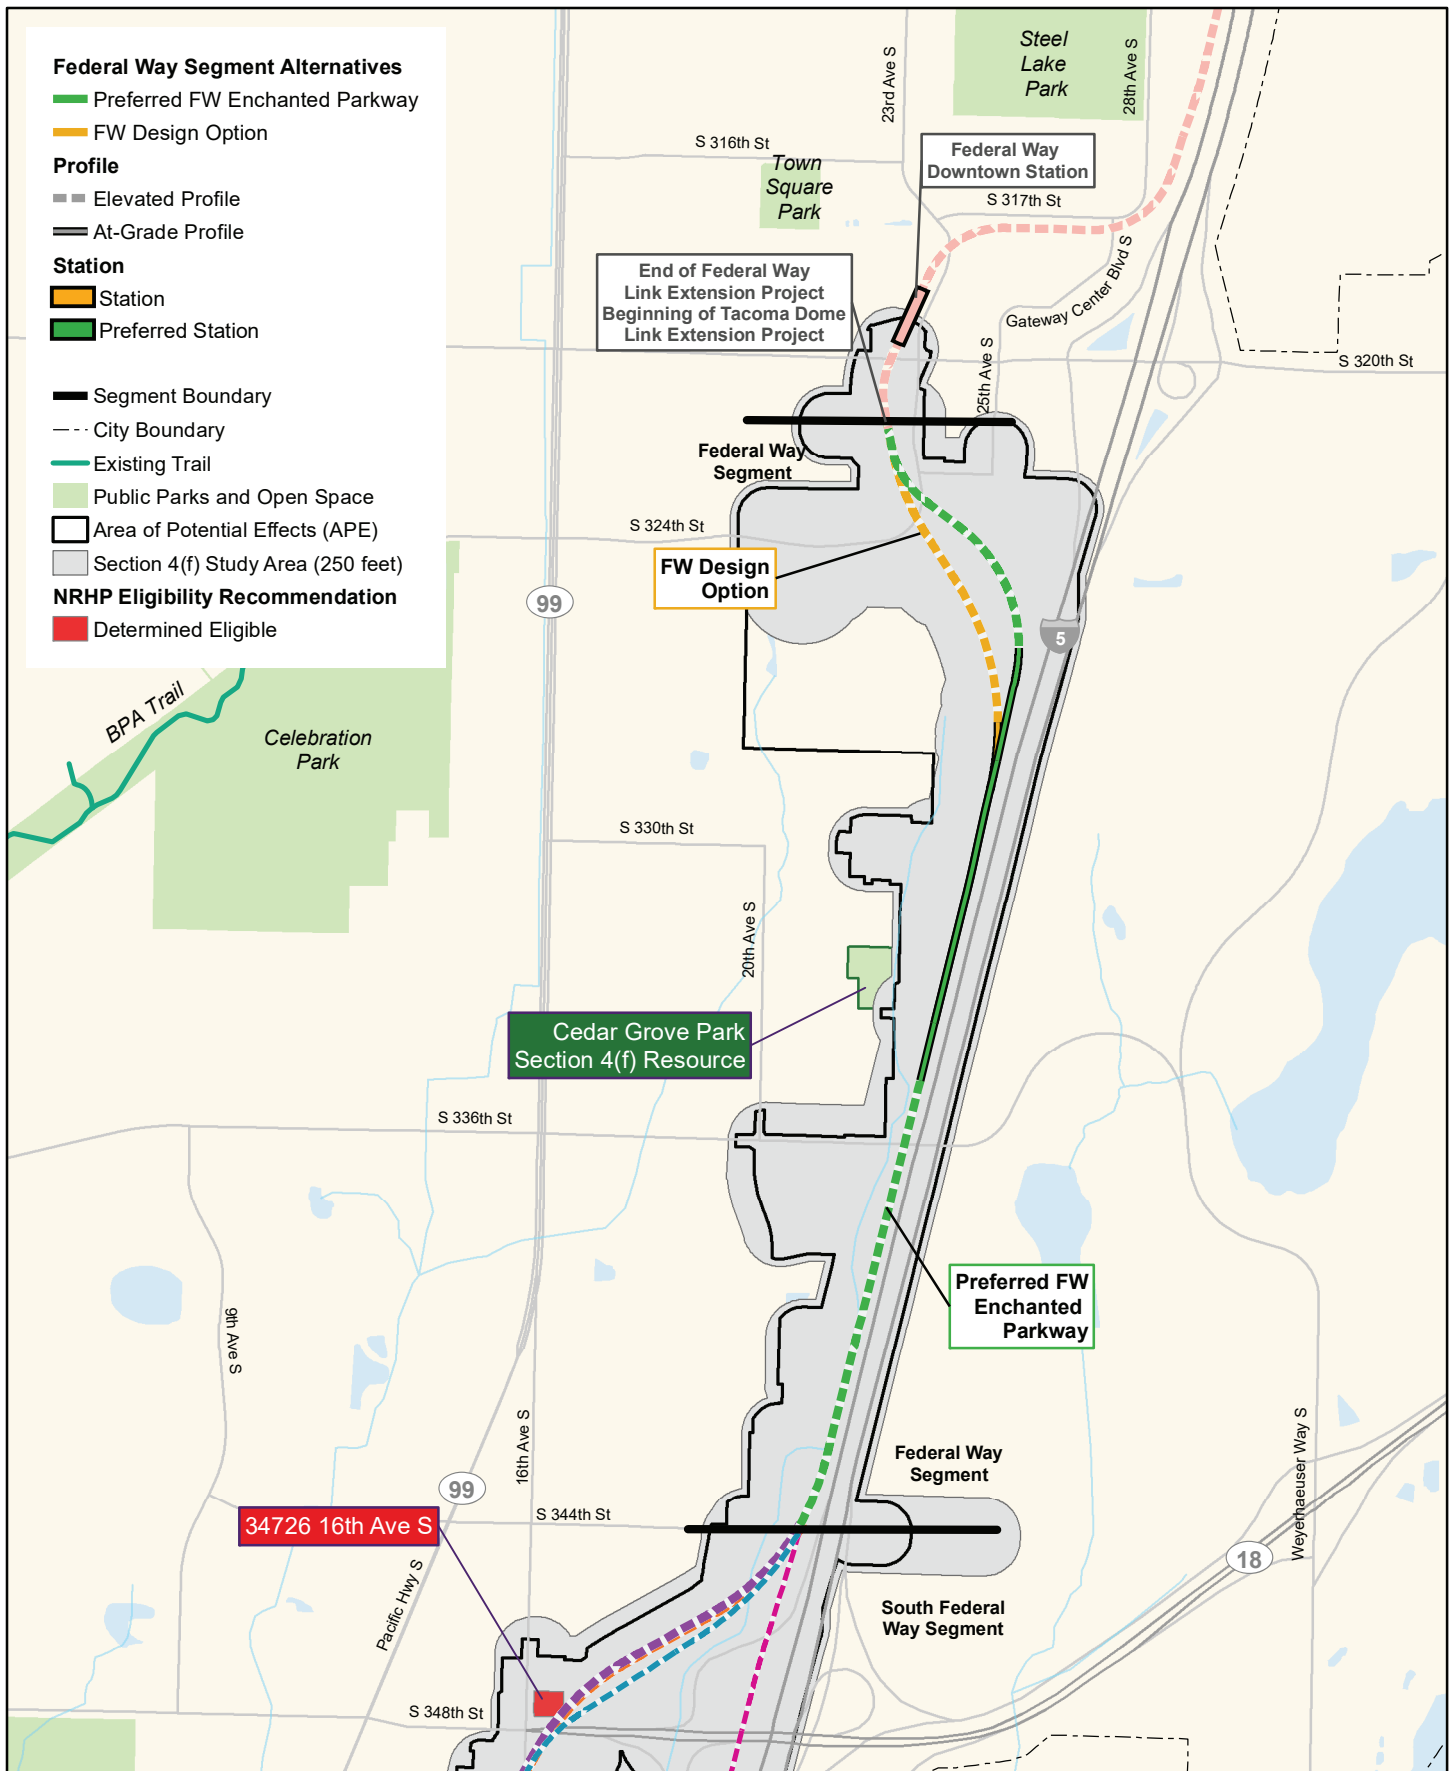 Federal Way Segment Alternatives
Preferred FW Enchanted Parkway
FW Design Option
Profile
Elevated Profile
At-Grade Profile
Station
Station
Preferred Station
Segment Boundary
City Boundary
Existing Trail
Public Parks and Open Space
Area of Potential Effects (APE)
Section 4(f) Study Area (250 feet)
NRHP Eligibility Recommendation
Determined Eligible
Steel
Lake
Park
23rd Ave S
28th Ave S
S 316th St
Town
Square
Park
Federal Way
Downtown Station
S 317th St
Gateway Center Blvd S
End of Federal Way
Link Extension Project
Beginning of Tacoma Dome
Link Extension Project
25th Ave S
S 320th St
Federal Way
Segment
S 324th St
FW Design
Option
99
5
BPA Trail
Celebration
Park
S 330th St
20th Ave S
Cedar Grove Park
Section 4(f) Resource
S 336th St
Preferred FW
Enchanted
Parkway
9th Ave S
16th Ave S
Weyerhaeuser Way S
Federal Way
Segment
99
34726 16th Ave S
S 344th St
18
Pacific Hwy S
South Federal
Way Segment
S 348th St